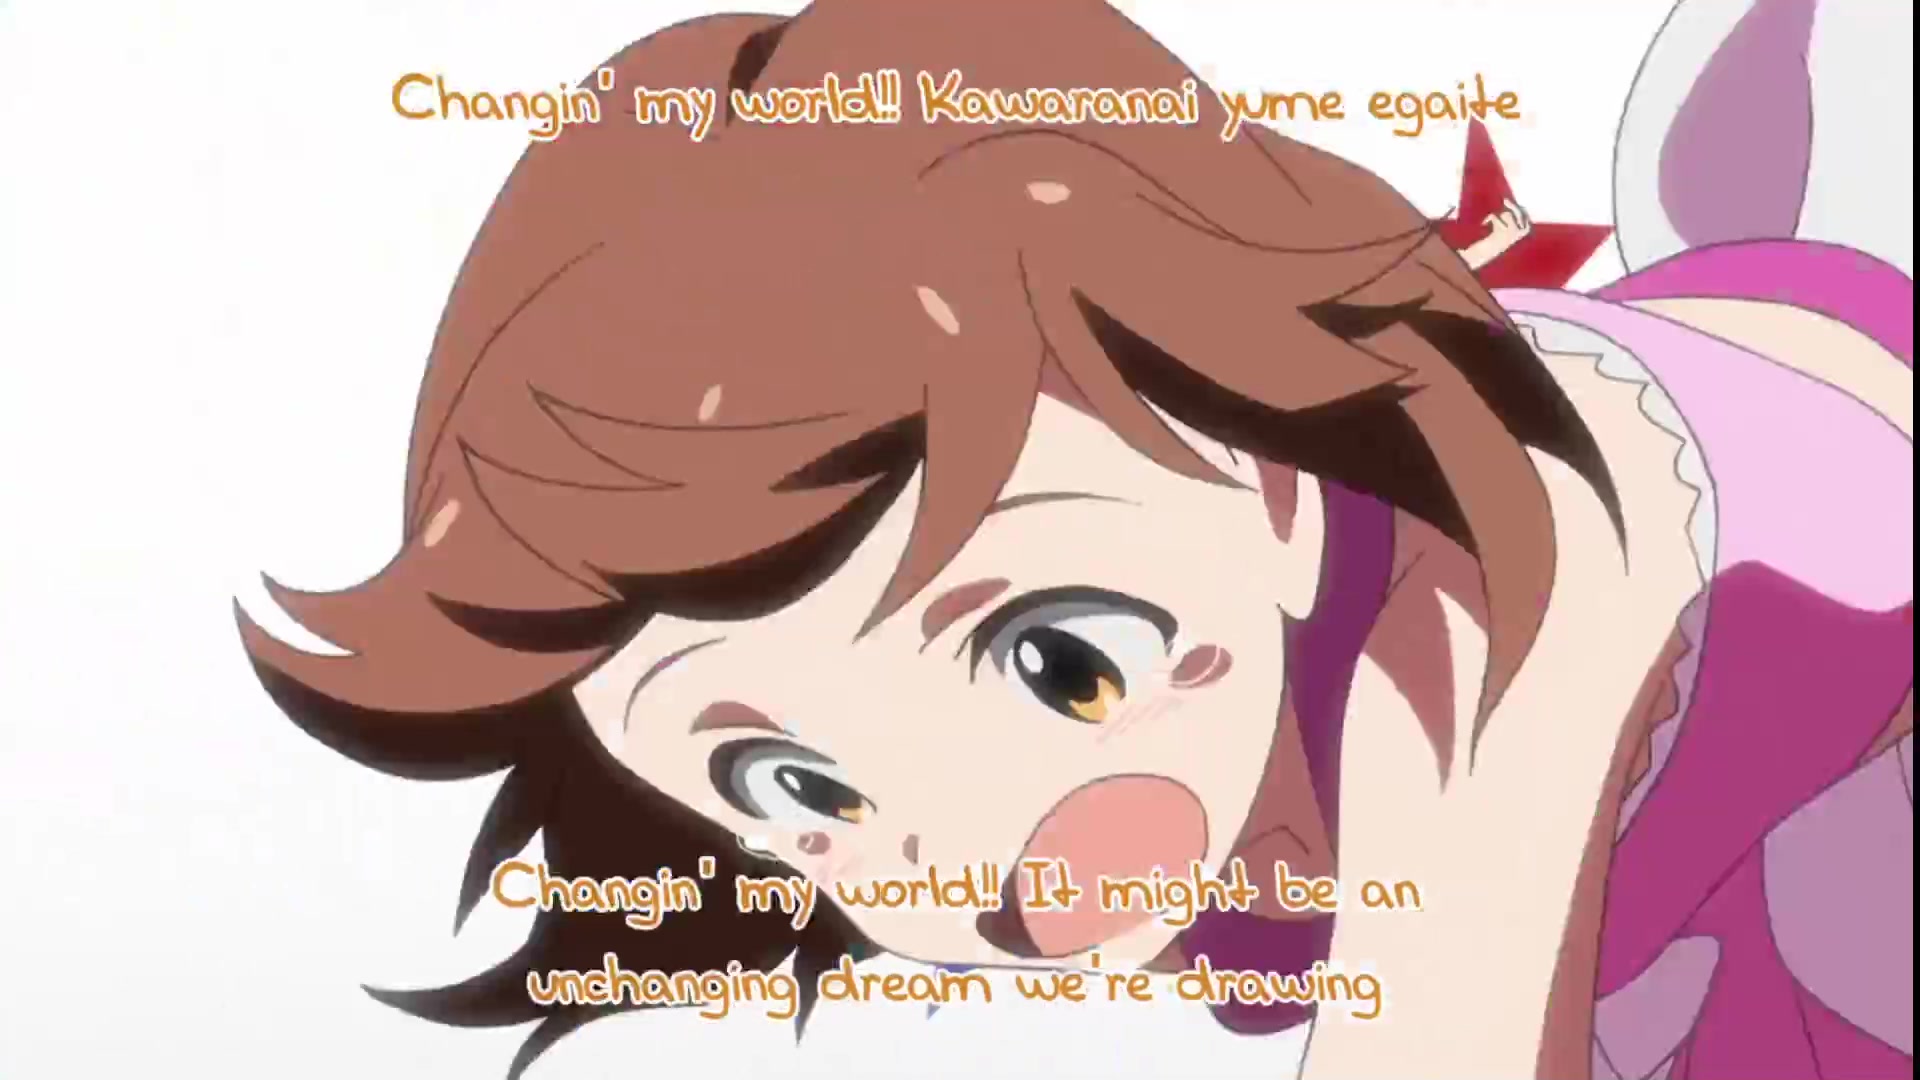 Changin' my world!! Kawaranai yume egaite
Changin' my world!! It might be an
unchanging dream we're drawing